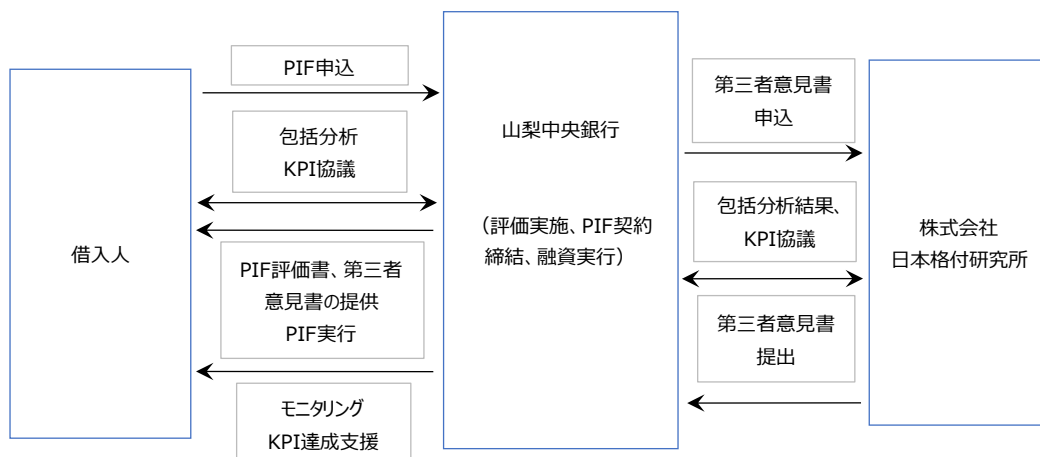 借入人
PIF申込
包括分析
KPI協議
PIF評価書、第三者
意見書の提供
PIF実行
モニタリング
KPI達成支援
山梨中央銀行
（評価実施、PIF契約
締結、融資実行）
第三者意見書
申込
包括分析結果、
KPI協議
第三者意見書
提出
株式会社
日本格付研究所